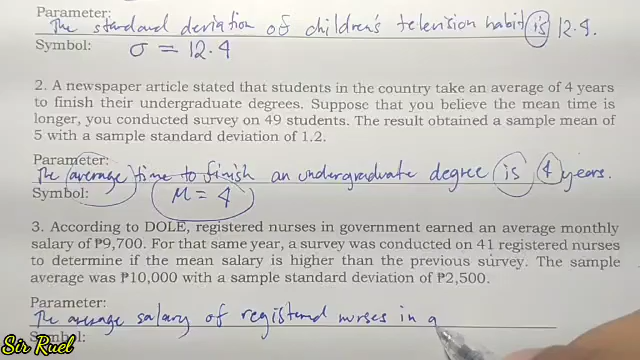 Parameter:
The standard deviation of children's television habit is 12.4.
Symbol: σ = 12.4
2. A newspaper article stated that students in the country take an average of 4 years
to finish their undergraduate degrees. Suppose that you believe the mean time is
longer, you conducted survey on 49 students. The result obtained a sample mean of
5 with a sample standard deviation of 1.2.
Parameter:
The average time to finish an undergraduate degree is 4 years.
Symbol: μ = 4
3. According to DOLE, registered nurses in government earned an average monthly
salary of ₱9,700. For that same year, a survey was conducted on 41 registered nurses
to determine if the mean salary is higher than the previous survey. The sample
average was ₱10,000 with a sample standard deviation of ₱2,500.
Parameter:
The average salary of registered nurses in g
Symbol:
Sir Ruel